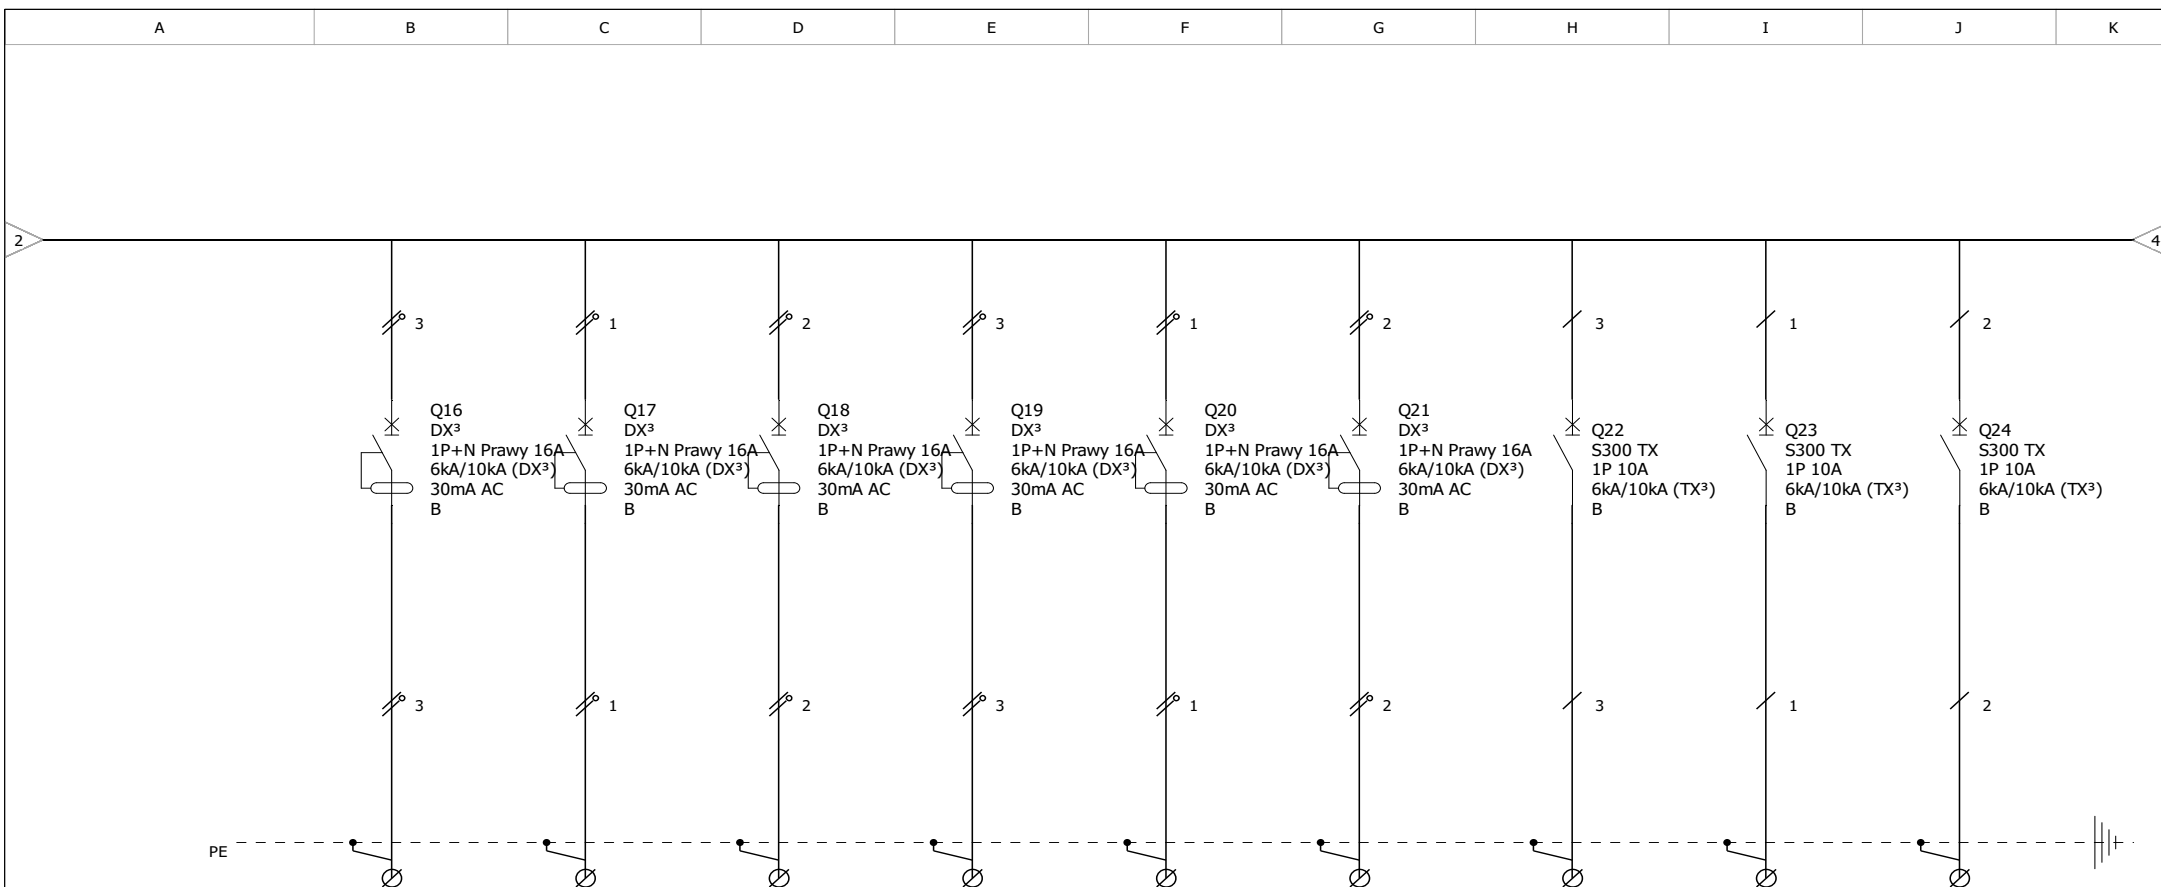 A B C D E F G H I J K
2 4
3 1 2 3 1 2 3 1 2
Q16
DX³
1P+N Prawy 16A
6kA/10kA (DX³)
30mA AC
B
Q17
DX³
1P+N Prawy 16A
6kA/10kA (DX³)
30mA AC
B
Q18
DX³
1P+N Prawy 16A
6kA/10kA (DX³)
30mA AC
B
Q19
DX³
1P+N Prawy 16A
6kA/10kA (DX³)
30mA AC
B
Q20
DX³
1P+N Prawy 16A
6kA/10kA (DX³)
30mA AC
B
Q21
DX³
1P+N Prawy 16A
6kA/10kA (DX³)
30mA AC
B
Q22
S300 TX
1P 10A
6kA/10kA (TX³)
B
Q23
S300 TX
1P 10A
6kA/10kA (TX³)
B
Q24
S300 TX
1P 10A
6kA/10kA (TX³)
B
3 1 2 3 1 2 3 1 2
PE